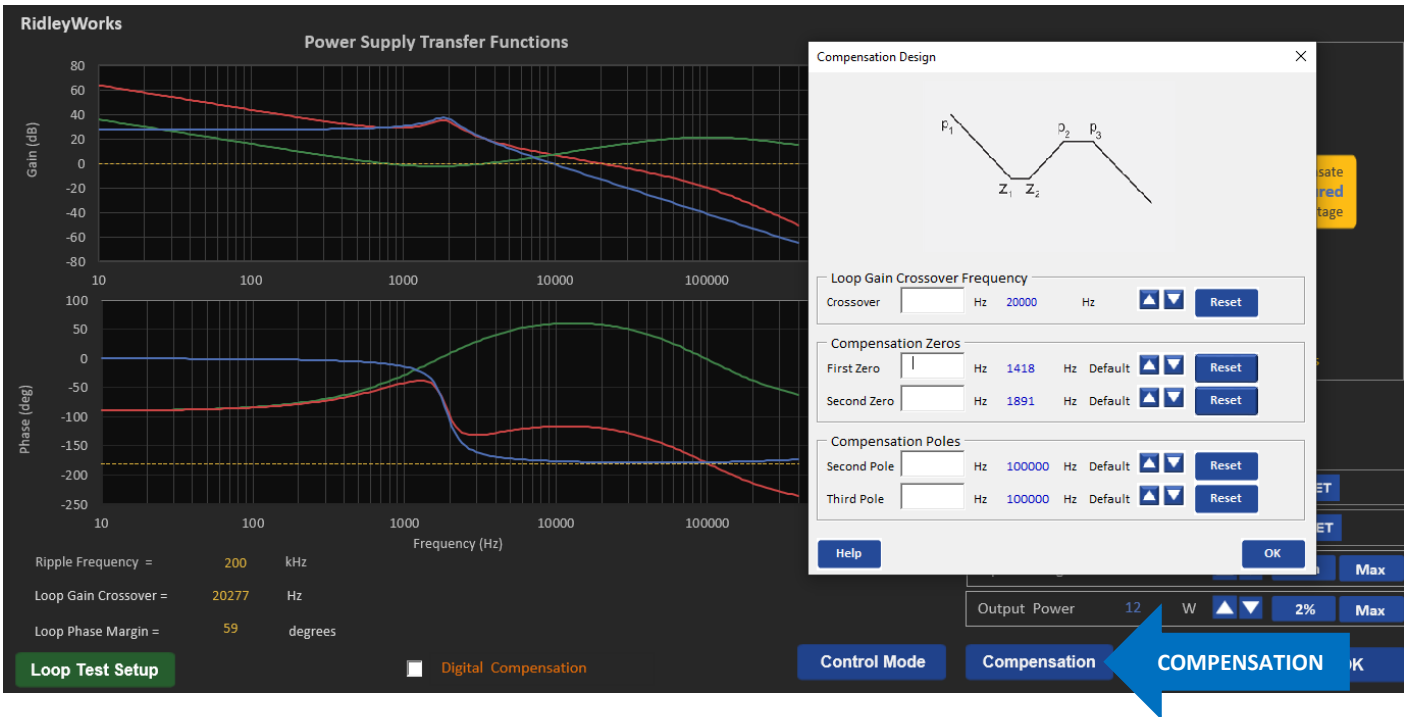 RidleyWorks
Power Supply Transfer Functions
Gain (dB)
80
60
40
20
0
-20
-40
-60
-80
10 100 1000 10000 100000
Phase (deg)
100
50
0
-50
-100
-150
-200
-250
10 100 1000 10000 100000
Frequency (Hz)
Ripple Frequency = 200 kHz
Loop Gain Crossover = 20277 Hz
Loop Phase Margin = 59 degrees
Loop Test Setup
Digital Compensation
Compensation Design
p1 p2 p3
z1 z2
Loop Gain Crossover Frequency
Crossover Hz 20000 Hz Reset
Compensation Zeros
First Zero Hz 1418 Hz Default Reset
Second Zero Hz 1891 Hz Default Reset
Compensation Poles
Second Pole Hz 100000 Hz Default Reset
Third Pole Hz 100000 Hz Default Reset
Help OK
Max
Output Power 12 W 2% Max
Control Mode Compensation COMPENSATION